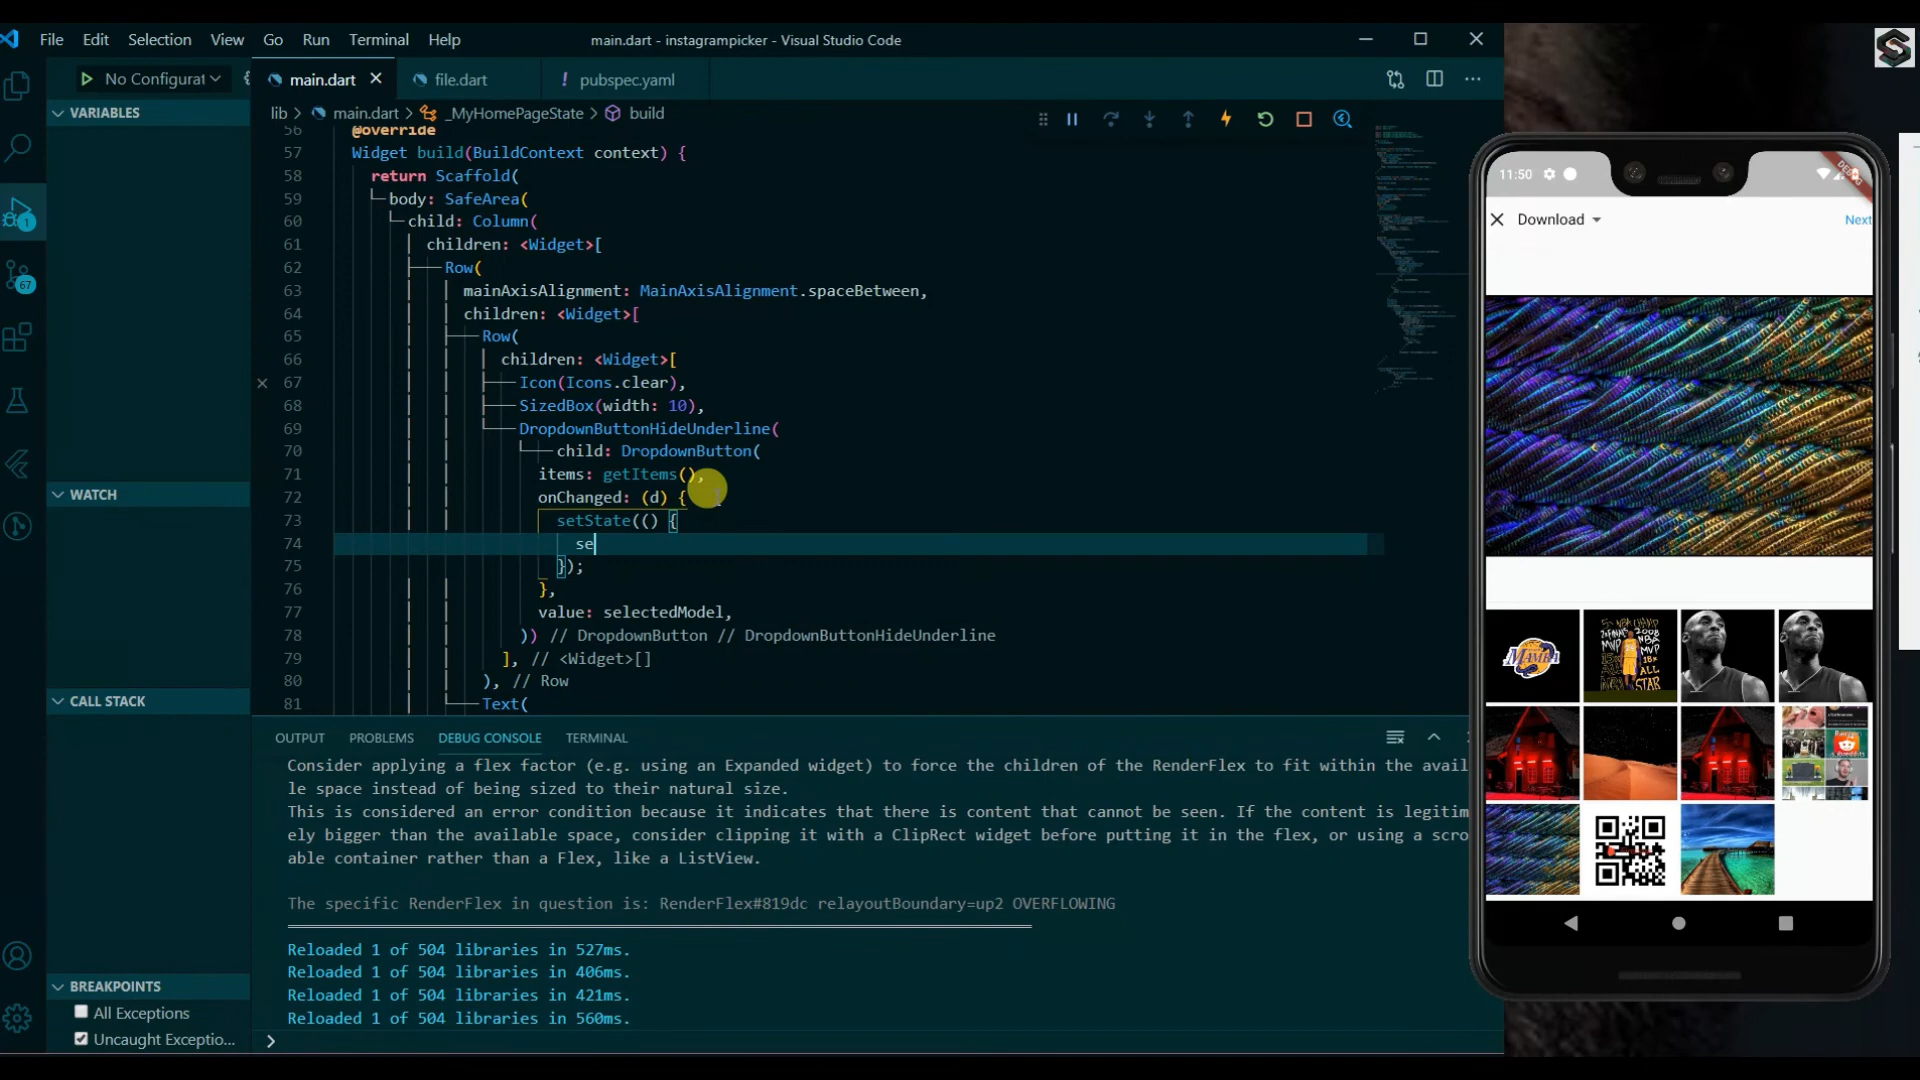 File Edit Selection View Go Run Terminal Help
main.dart - instagrampicker - Visual Studio Code
No Configurat
main.dart
file.dart
! pubspec.yaml
VARIABLES
lib > main.dart > _MyHomePageState > build
56 @override
57 Widget build(BuildContext context) {
58 return Scaffold(
59 body: SafeArea(
60 child: Column(
61 children: <Widget>[
62 Row(
63 mainAxisAlignment: MainAxisAlignment.spaceBetween,
64 children: <Widget>[
65 Row(
66 children: <Widget>[
67 Icon(Icons.clear),
68 SizedBox(width: 10),
69 DropdownButtonHideUnderline(
70 child: DropdownButton(
71 items: getItems(),
72 onChanged: (d) {
73 setState(() {
74 se
75 });
76 },
77 value: selectedModel,
78 )) // DropdownButton // DropdownButtonHideUnderline
79 ], // <Widget>[]
80 ), // Row
81 Text(
1
67
WATCH
CALL STACK
BREAKPOINTS
All Exceptions
Uncaught Exceptio...
OUTPUT PROBLEMS DEBUG CONSOLE TERMINAL
Consider applying a flex factor (e.g. using an Expanded widget) to force the children of the RenderFlex to fit within the avail
le space instead of being sized to their natural size.
This is considered an error condition because it indicates that there is content that cannot be seen. If the content is legitim
ely bigger than the available space, consider clipping it with a ClipRect widget before putting it in the flex, or using a scro
able container rather than a Flex, like a ListView.
The specific RenderFlex in question is: RenderFlex#819dc relayoutBoundary=up2 OVERFLOWING
Reloaded 1 of 504 libraries in 527ms.
Reloaded 1 of 504 libraries in 406ms.
Reloaded 1 of 504 libraries in 421ms.
Reloaded 1 of 504 libraries in 560ms.
11:50
DEBUG
Download
Next
MAMBA
MVP
ALL
STAR